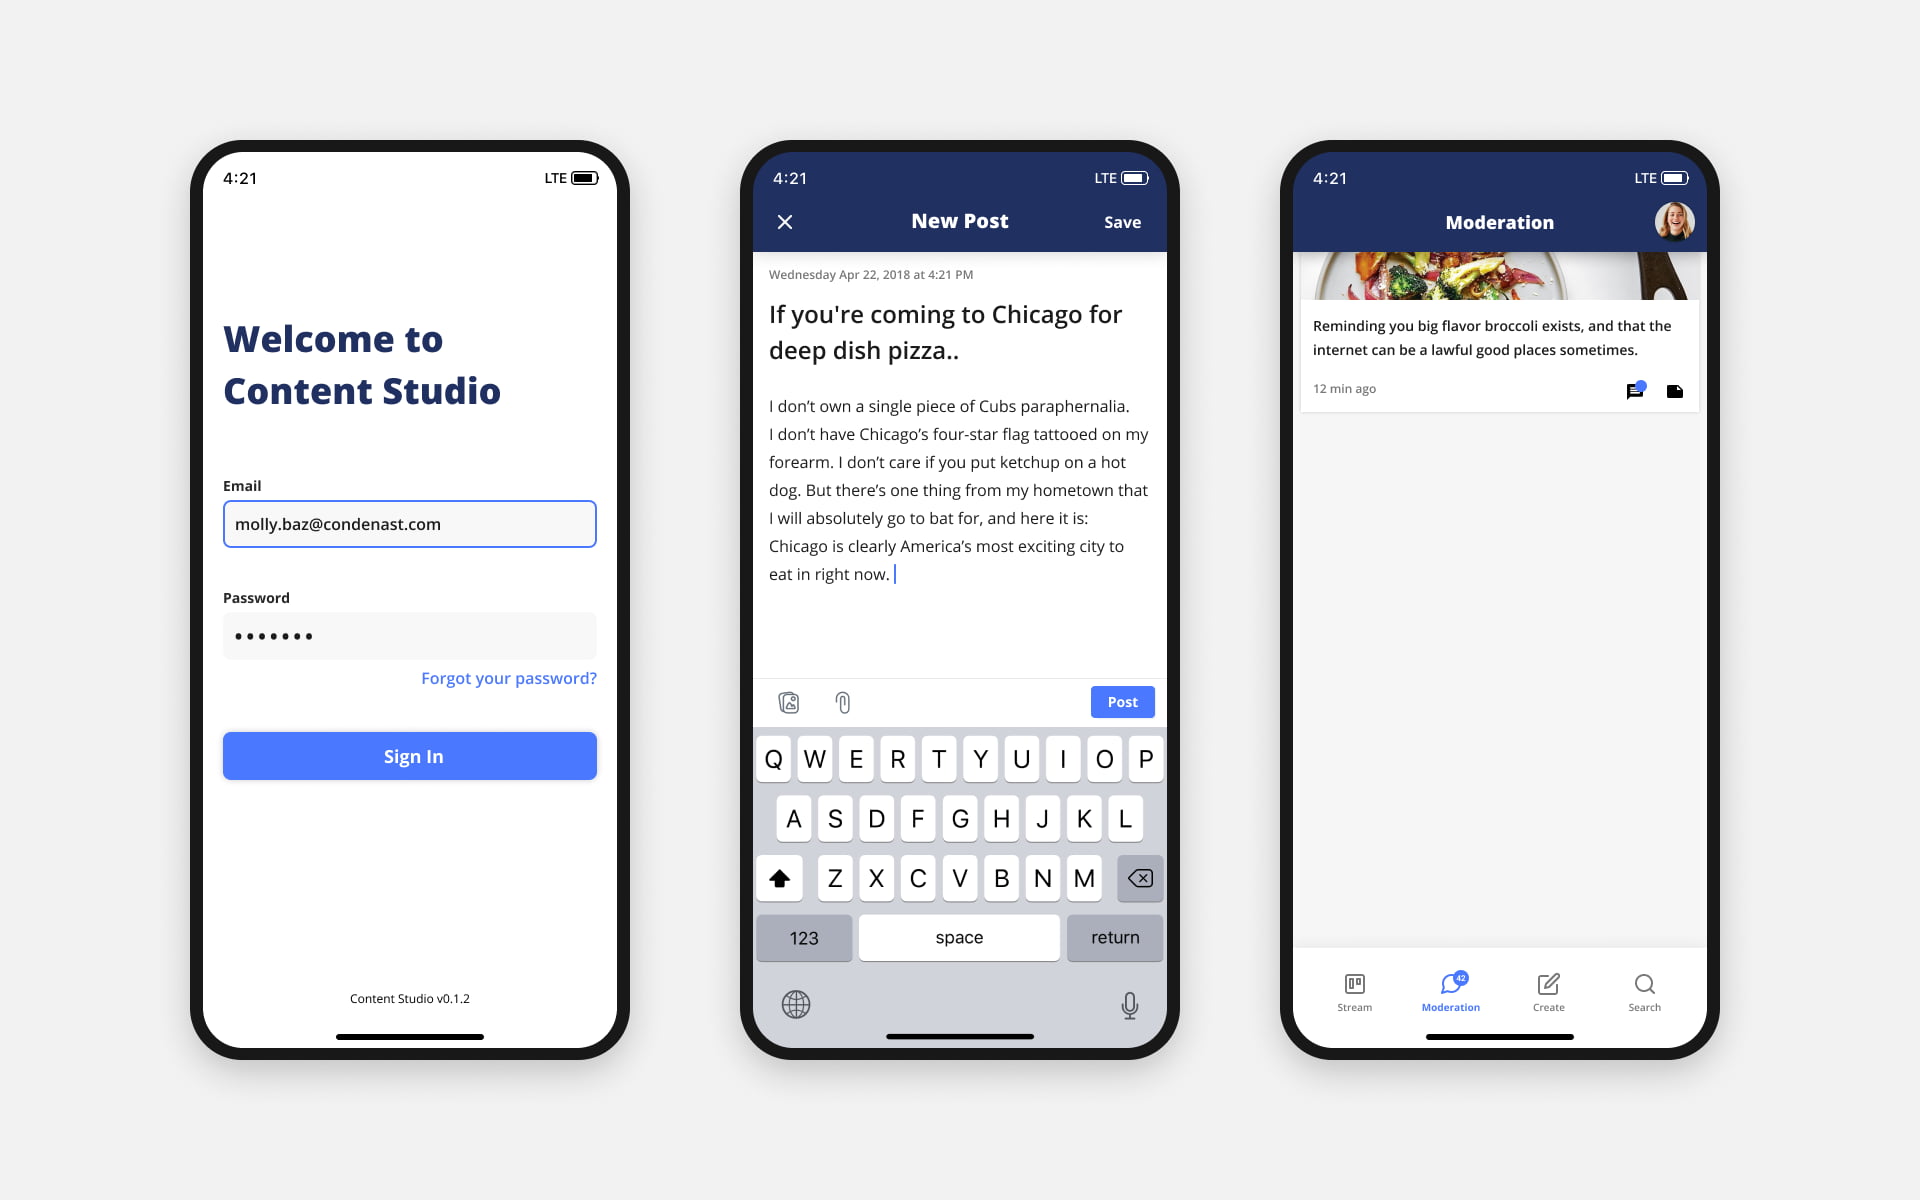 4:21
LTE
Welcome to
Content Studio
Email
molly.baz@condenast.com
Password
Forgot your password?
Sign In
Content Studio v0.1.2
4:21
LTE
New Post
Save
Wednesday Apr 22, 2018 at 4:21 PM
If you're coming to Chicago for
deep dish pizza..
I don’t own a single piece of Cubs paraphernalia.
I don’t have Chicago’s four-star flag tattooed on my
forearm. I don’t care if you put ketchup on a hot
dog. But there’s one thing from my hometown that
I will absolutely go to bat for, and here it is:
Chicago is clearly America’s most exciting city to
eat in right now.
Post
Q W E R T Y U I O P
A S D F G H J K L
Z X C V B N M
123 space return
4:21
LTE
Moderation
Reminding you big flavor broccoli exists, and that the
internet can be a lawful good places sometimes.
12 min ago
42
Stream Moderation Create Search